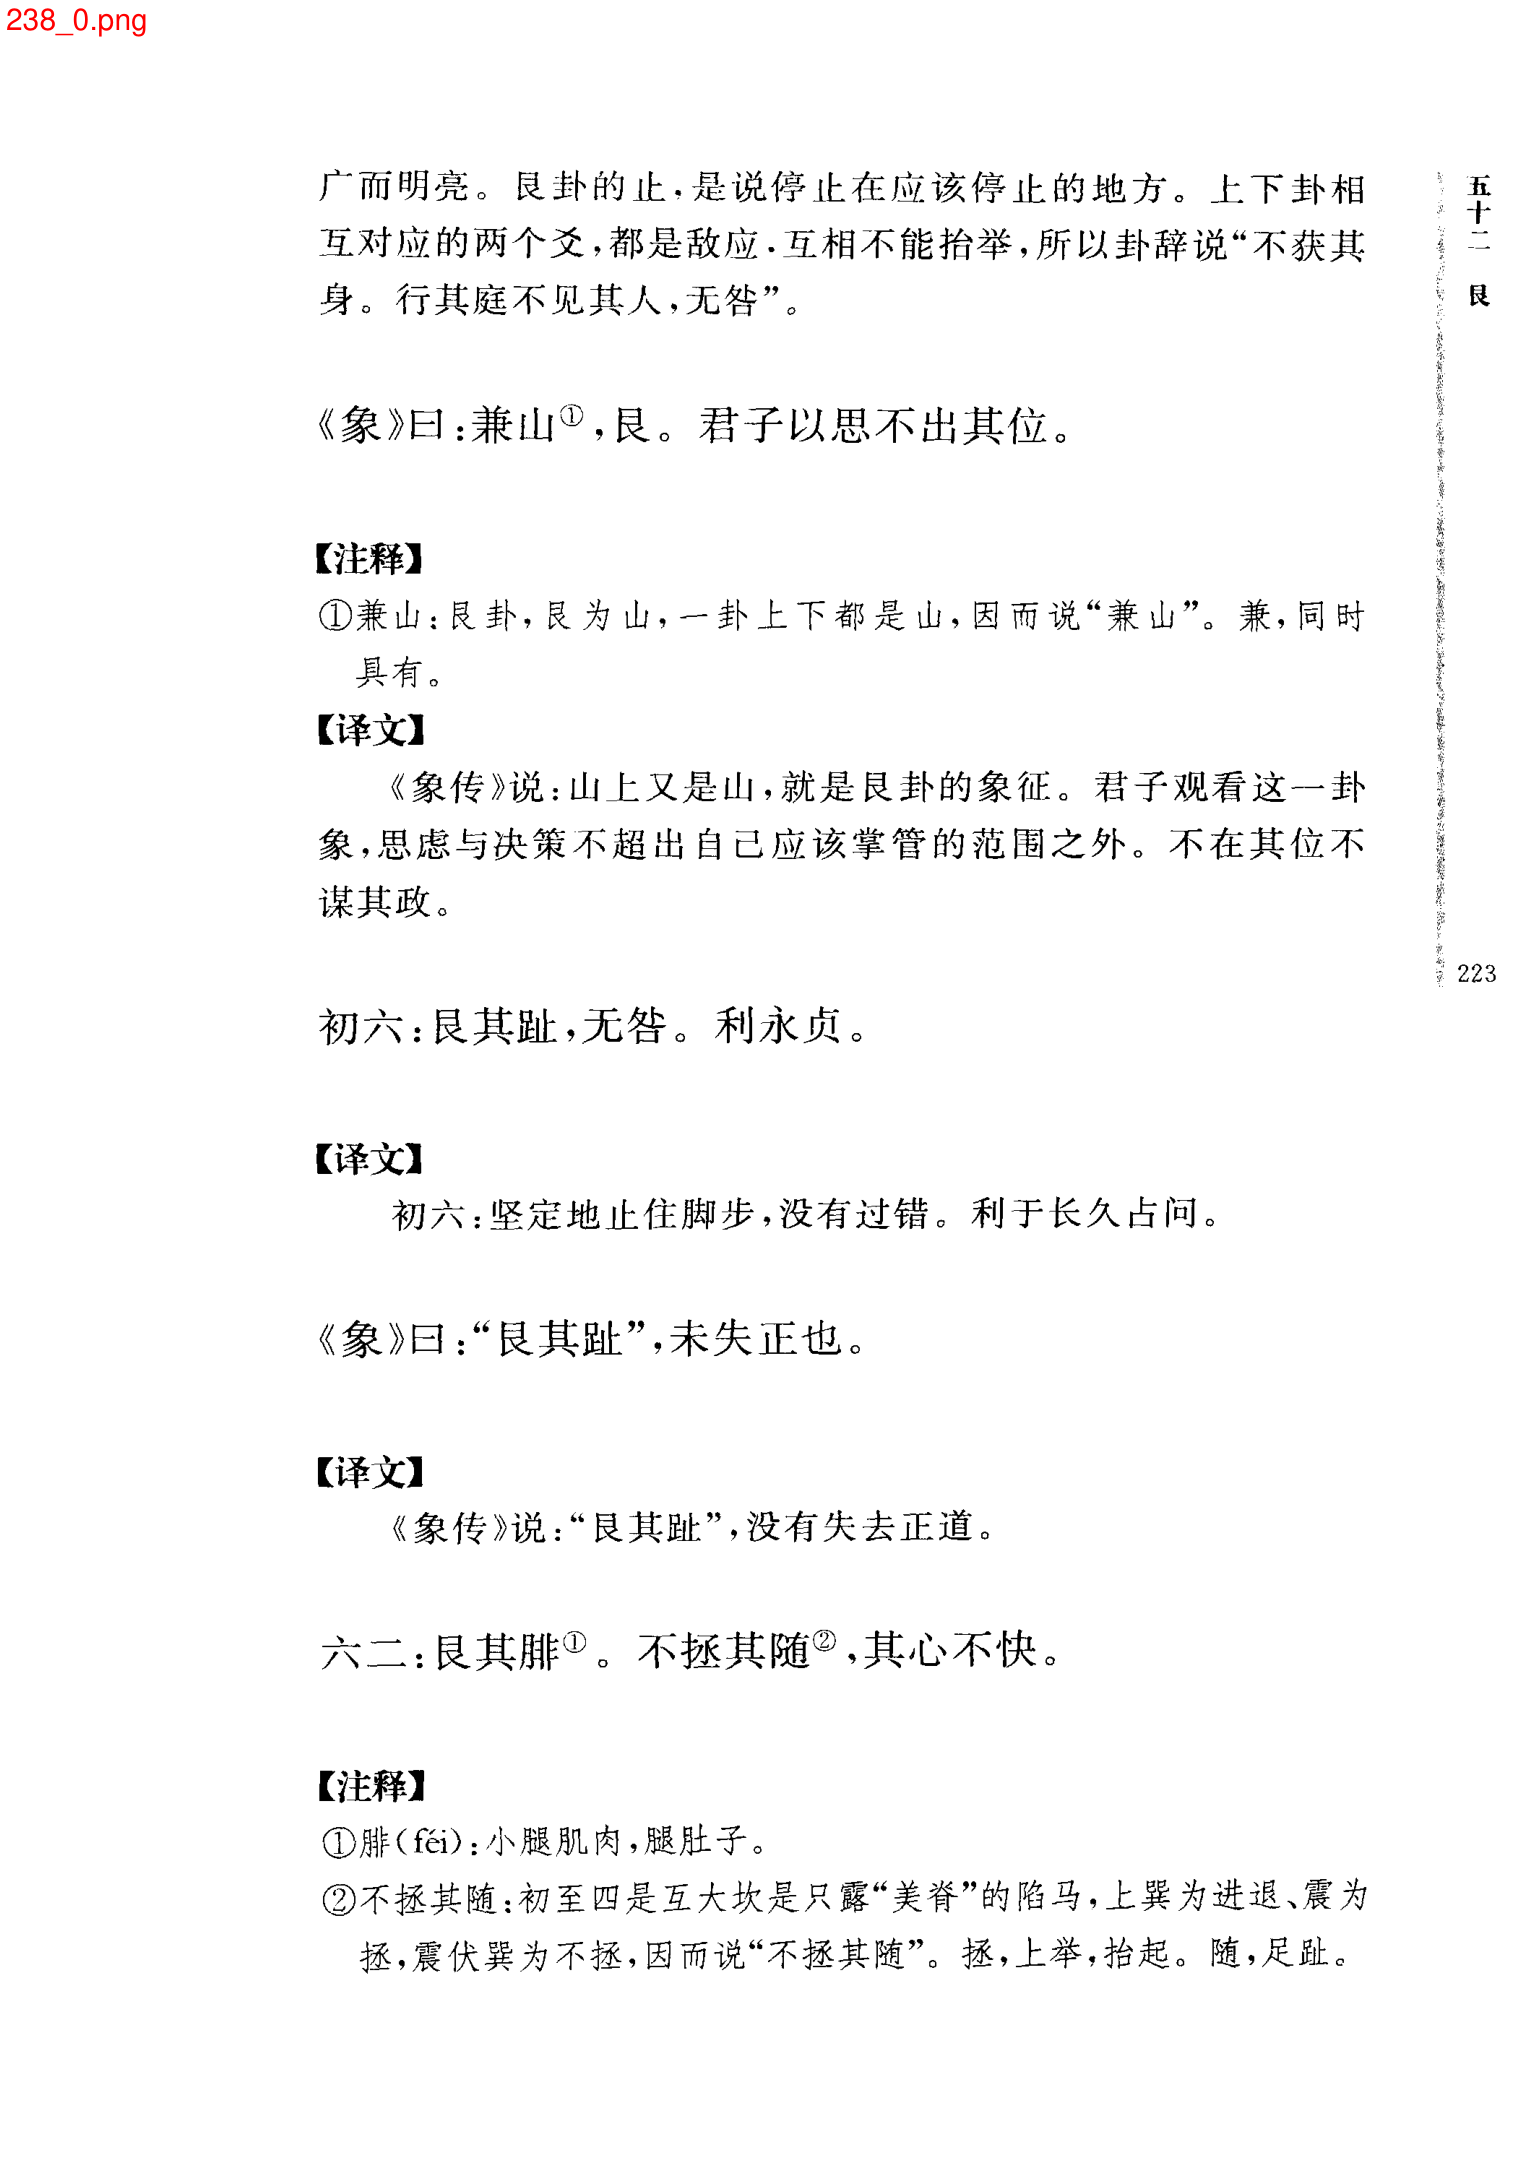 238_0.png
广而明亮。艮卦的止,是说停止在应该停止的地方。上下卦相
互对应的两个爻,都是敌应.互相不能抬举,所以卦辞说“不获其
身。行其庭不见其人,无咎”。
《象》曰:兼山①,艮。君子以思不出其位。
【注释】
①兼山:艮卦,艮为山,一卦上下都是山,因而说“兼山”。兼,同时
具有。
【译文】
《象传》说:山上又是山,就是艮卦的象征。君子观看这一卦
象,思虑与决策不超出自己应该掌管的范围之外。不在其位不
谋其政。
初六:艮其趾,无咎。利永贞。
【译文】
初六:坚定地止住脚步,没有过错。利于长久占问。
《象》曰:“艮其趾”,未失正也。
【译文】
《象传》说:“艮其趾”,没有失去正道。
六二:艮其腓①。不拯其随②,其心不快。
【注释】
①腓(féi):小腿肌肉,腿肚子。
②不拯其随:初至四是互大坎是只露“美脊”的陷马,上巽为进退、震为
拯,震伏巽为不拯,因而说“不拯其随”。拯,上举,抬起。随,足趾。
五十二 艮
223